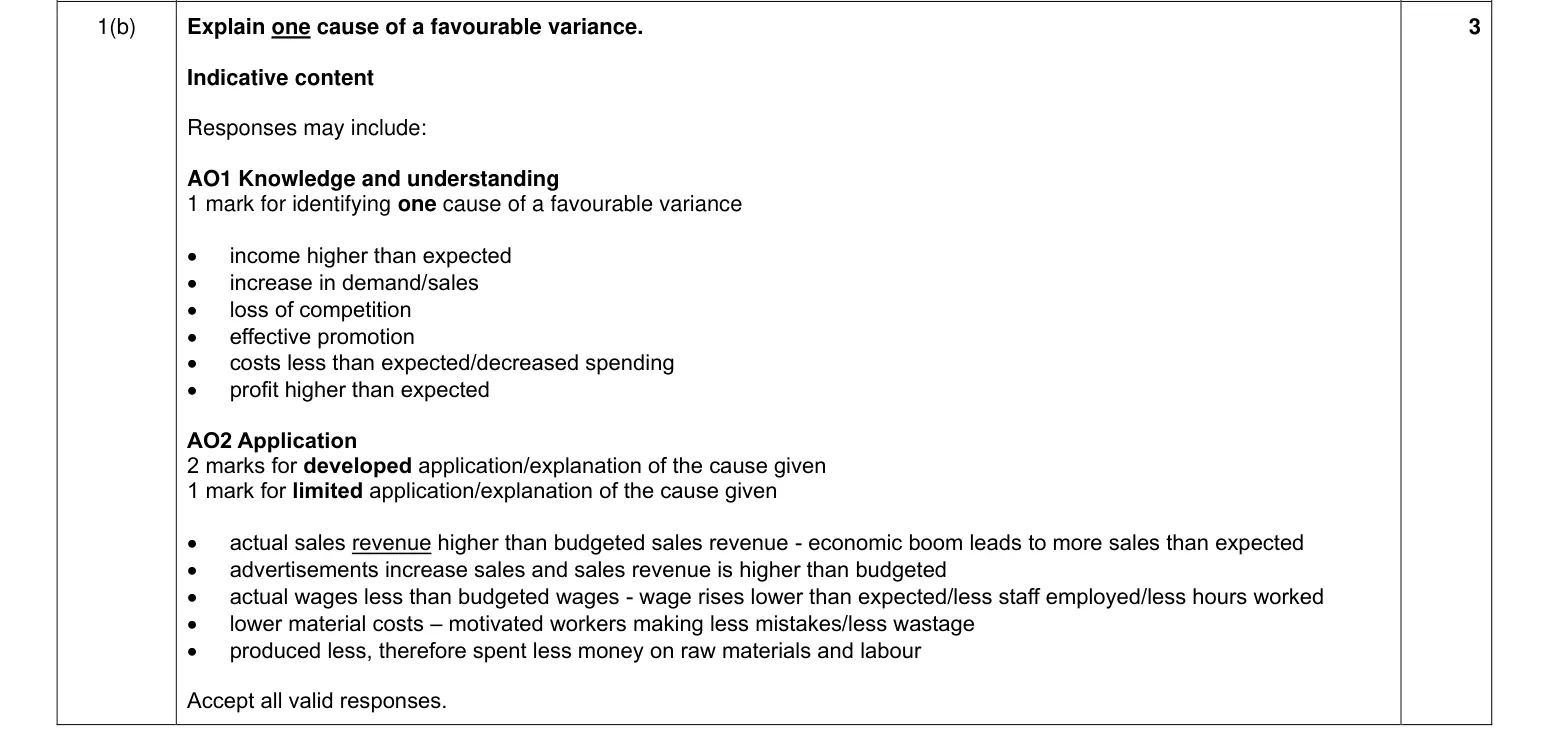 1(b) Explain one cause of a favourable variance. 3
Indicative content
Responses may include:
AO1 Knowledge and understanding
1 mark for identifying one cause of a favourable variance
• income higher than expected
• increase in demand/sales
• loss of competition
• effective promotion
• costs less than expected/decreased spending
• profit higher than expected
AO2 Application
2 marks for developed application/explanation of the cause given
1 mark for limited application/explanation of the cause given
• actual sales revenue higher than budgeted sales revenue - economic boom leads to more sales than expected
• advertisements increase sales and sales revenue is higher than budgeted
• actual wages less than budgeted wages - wage rises lower than expected/less staff employed/less hours worked
• lower material costs – motivated workers making less mistakes/less wastage
• produced less, therefore spent less money on raw materials and labour
Accept all valid responses.